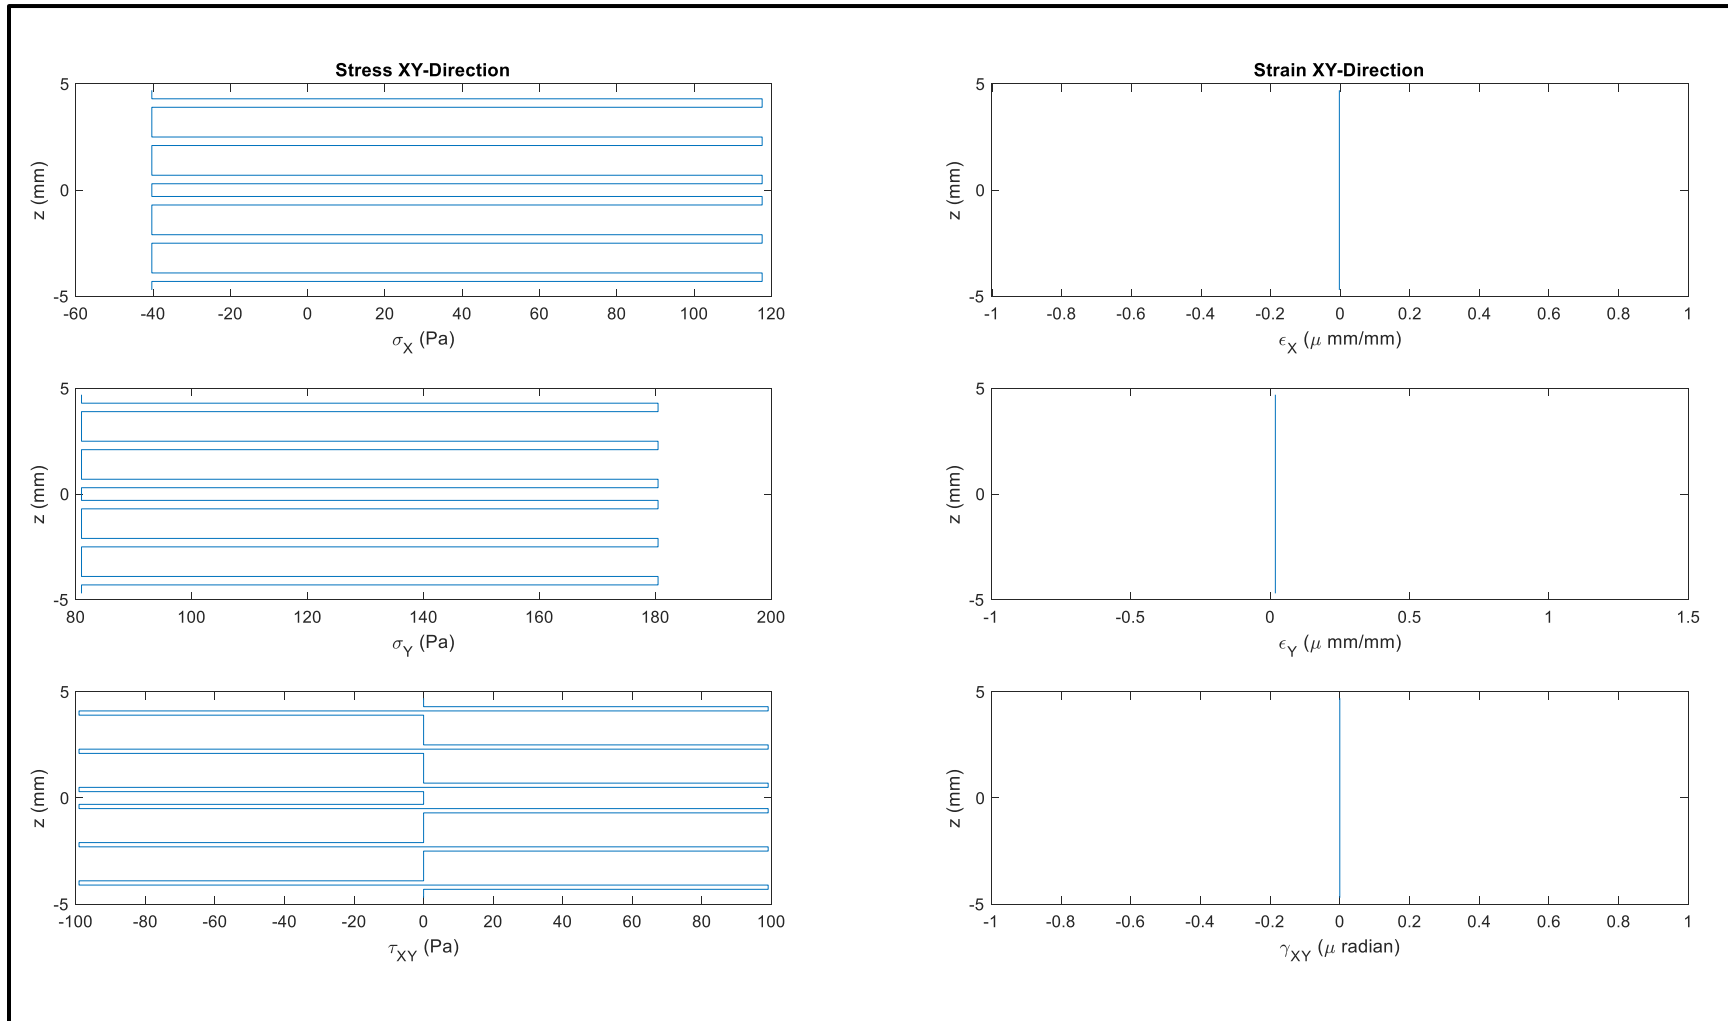 Stress XY-Direction
5
0
-5
z (mm)
-60 -40 -20 0 20 40 60 80 100 120
σX (Pa)
Strain XY-Direction
5
0
-5
z (mm)
-1 -0.8 -0.6 -0.4 -0.2 0 0.2 0.4 0.6 0.8 1
ϵX (μ mm/mm)
5
0
-5
z (mm)
80 100 120 140 160 180 200
σY (Pa)
5
0
-5
z (mm)
-1 -0.5 0 0.5 1 1.5
ϵY (μ mm/mm)
5
0
-5
z (mm)
-100 -80 -60 -40 -20 0 20 40 60 80 100
τXY (Pa)
5
0
-5
z (mm)
-1 -0.8 -0.6 -0.4 -0.2 0 0.2 0.4 0.6 0.8 1
γXY (μ radian)